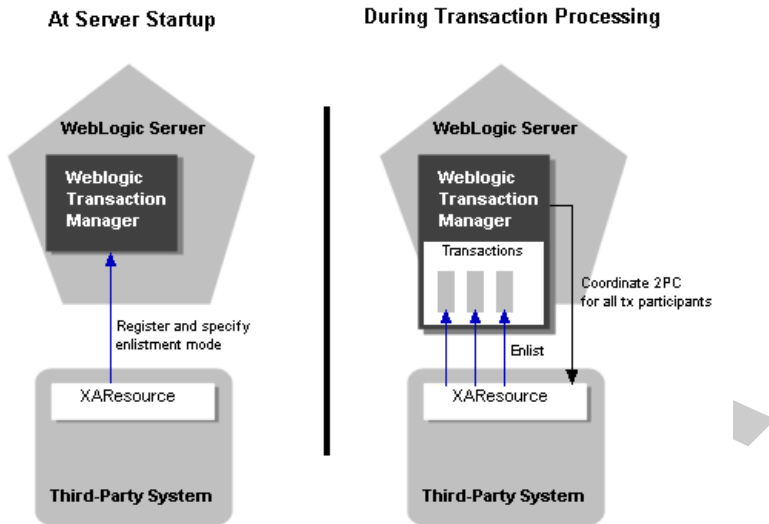 At Server Startup
WebLogic Server
Weblogic
Transaction
Manager
Register and specify
enlistment mode
XAResource
Third-Party System
During Transaction Processing
WebLogic Server
Weblogic
Transaction
Manager
Transactions
Coordinate 2PC
for all tx participants
Enlist
XAResource
Third-Party System